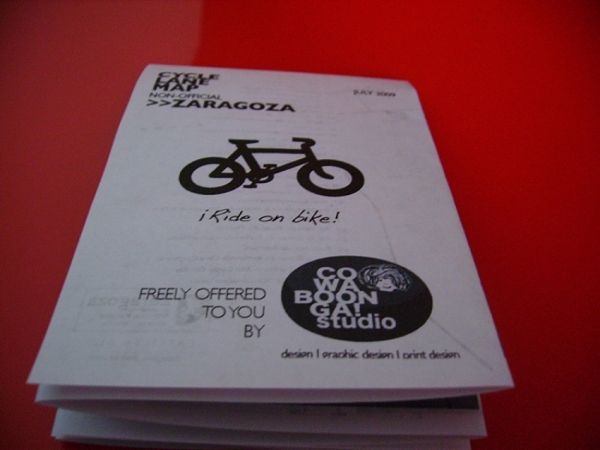 CYCLE
LANE
MAP
NON-OFFICIAL
>>ZARAGOZA
JULY 2009
¡Ride on bike!
FREELY OFFERED
TO YOU
BY
CO
WA
BOON
GA!
studio
design | graphic design | print design